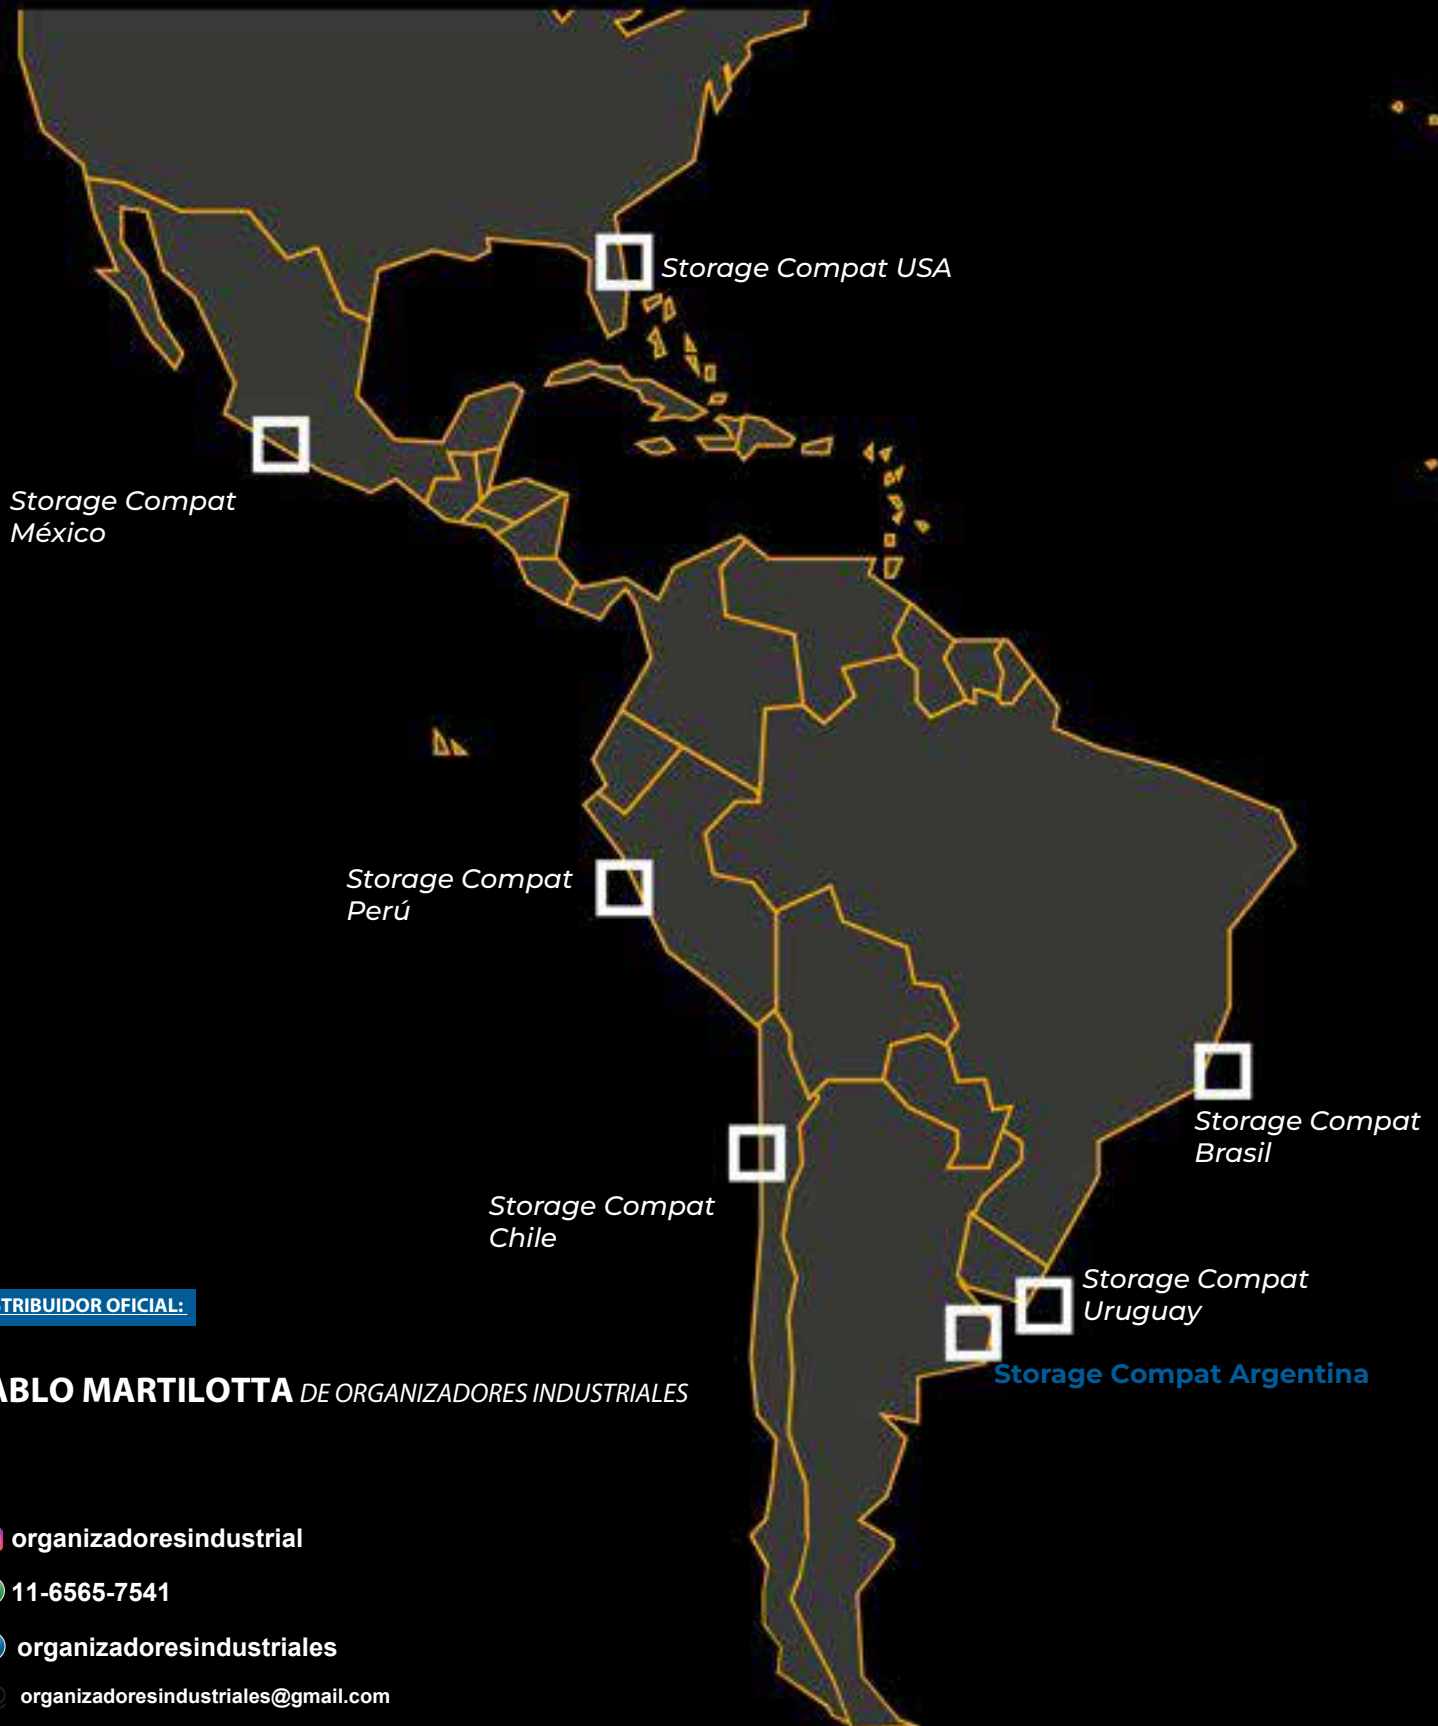 Storage Compat USA
Storage Compat
México
Storage Compat
Perú
Storage Compat
Brasil
Storage Compat
Chile
Storage Compat
Uruguay
Storage Compat Argentina
TRIBUIDOR OFICIAL:
ABLO MARTILOTTA DE ORGANIZADORES INDUSTRIALES
organizadoresindustrial
11-6565-7541
organizadoresindustriales
organizadoresindustriales@gmail.com